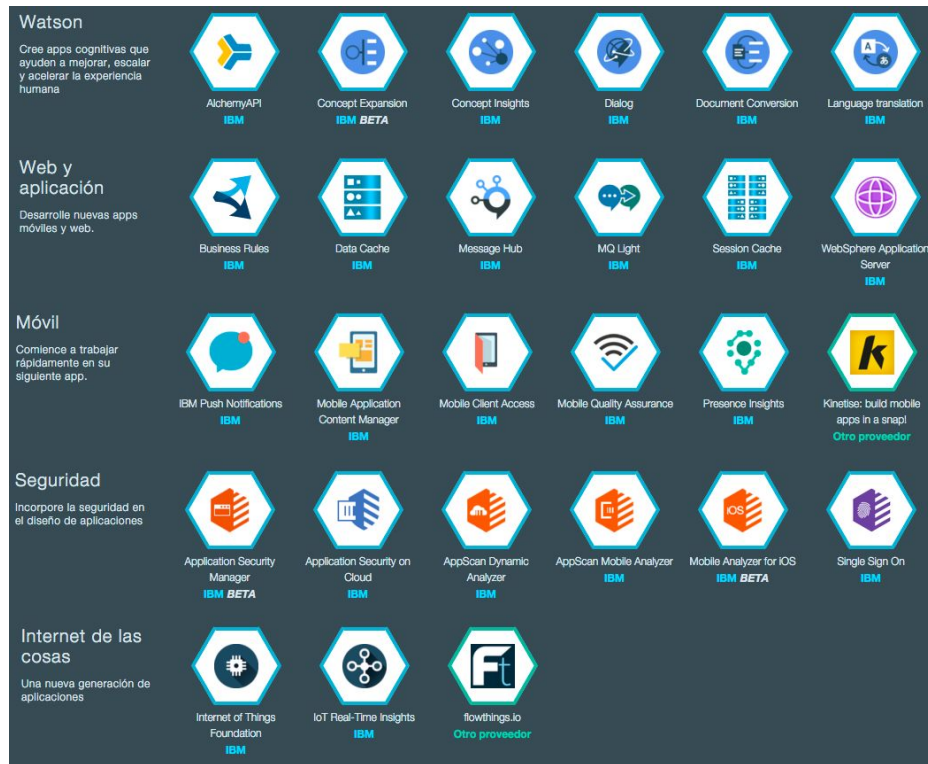 Watson
Cree apps cognitivas que
ayuden a mejorar, escalar
y acelerar la experiencia
humana
AlchemyAPI
IBM
Concept Expansion
IBM BETA
Concept Insights
IBM
Dialog
IBM
Document Conversion
IBM
A
Language translation
IBM
Web y
aplicación
Desarrolle nuevas apps
móviles y web.
Business Rules
IBM
Data Cache
IBM
Message Hub
IBM
MQ Light
IBM
Session Cache
IBM
WebSphere Application
Server
IBM
Móvil
Comience a trabajar
rápidamente en su
siguiente app.
IBM Push Notifications
IBM
Mobile Application
Content Manager
IBM
Mobile Client Access
IBM
Mobile Quality Assurance
IBM
Presence Insights
IBM
k
Kinetise: build mobile
apps in a snap!
Otro proveedor
Seguridad
Incorpore la seguridad en
el diseño de aplicaciones
Application Security
Manager
IBM BETA
Application Security on
Cloud
IBM
AppScan Dynamic
Analyzer
IBM
AppScan Mobile Analyzer
IBM
iOS
Mobile Analyzer for iOS
IBM BETA
Single Sign On
IBM
Internet de las
cosas
Una nueva generación de
aplicaciones
Internet of Things
Foundation
IBM
IoT Real-Time Insights
IBM
Ft
flowthings.io
Otro proveedor